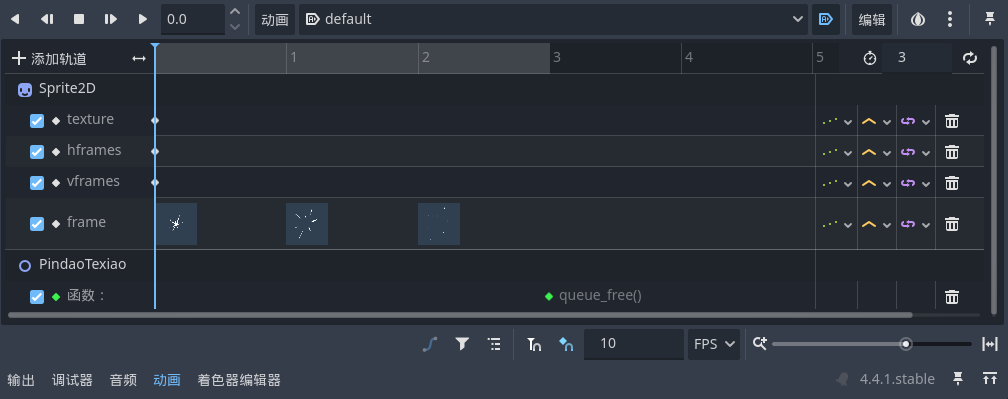 0.0 动画 default 编辑
添加轨道 1 2 3 4 5 3
Sprite2D
texture
hframes
vframes
frame
PindaoTexiao
函数： queue_free()
10 FPS
输出 调试器 音频 动画 着色器编辑器 4.4.1.stable